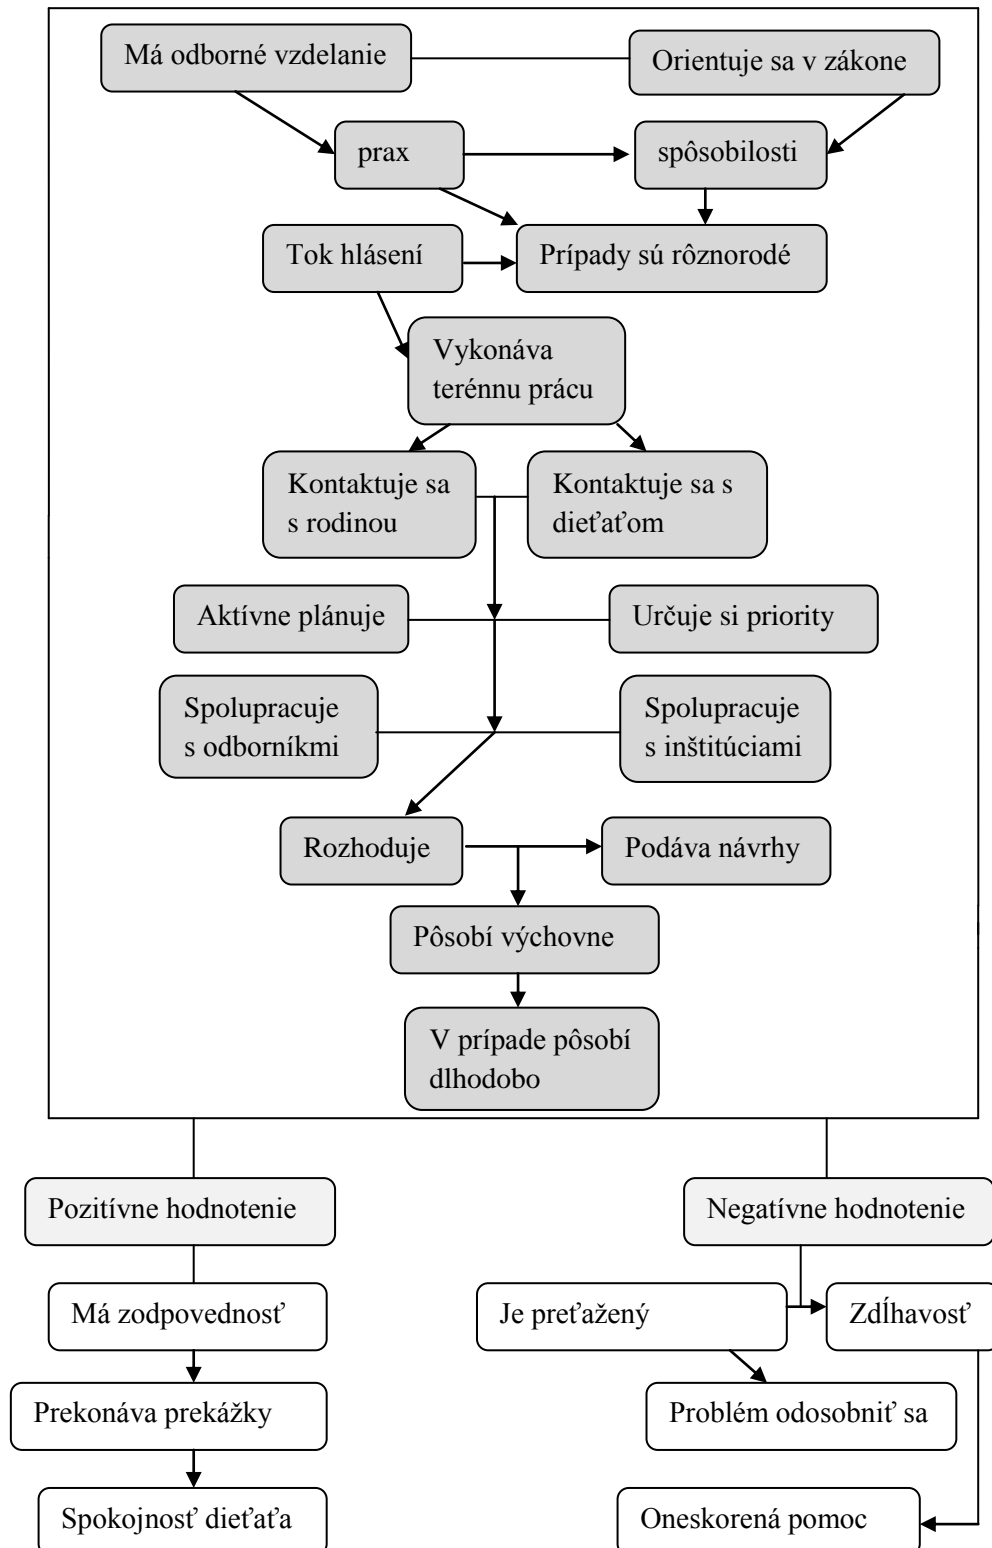 Má odborné vzdelanie
Orientuje sa v zákone
prax
spôsobilosti
Tok hlásení
Prípady sú rôznorodé
Vykonáva
terénnu prácu
Kontaktuje sa
s rodinou
Kontaktuje sa s
dieťaťom
Aktívne plánuje
Určuje si priority
Spolupracuje
s odborníkmi
Spolupracuje
s inštitúciami
Rozhoduje
Podáva návrhy
Pôsobí výchovne
V prípade pôsobí
dlhodobo
Pozitívne hodnotenie
Negatívne hodnotenie
Má zodpovednosť
Je preťažený
Zdĺhavosť
Prekonáva prekážky
Problém odosobniť sa
Spokojnosť dieťaťa
Oneskorená pomoc